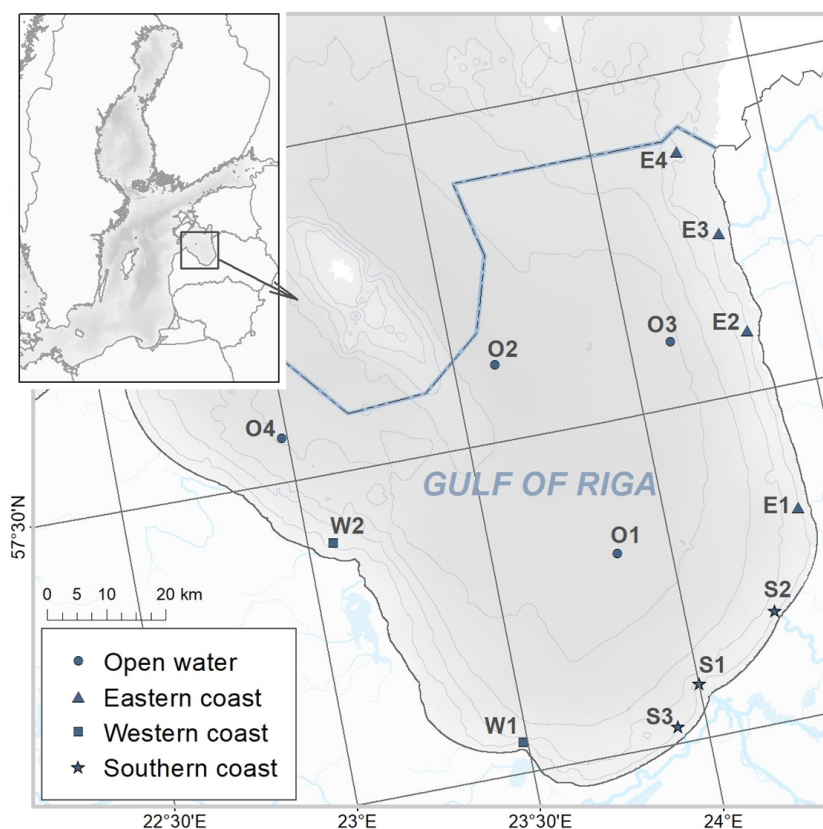 E4
E3
E2
O3
O2
O4
GULF OF RIGA
E1
57°30'N
W2
O1
0 5 10 20 km
S2
S1
S3
W1
Open water
Eastern coast
Western coast
Southern coast
22°30'E 23°E 23°30'E 24°E